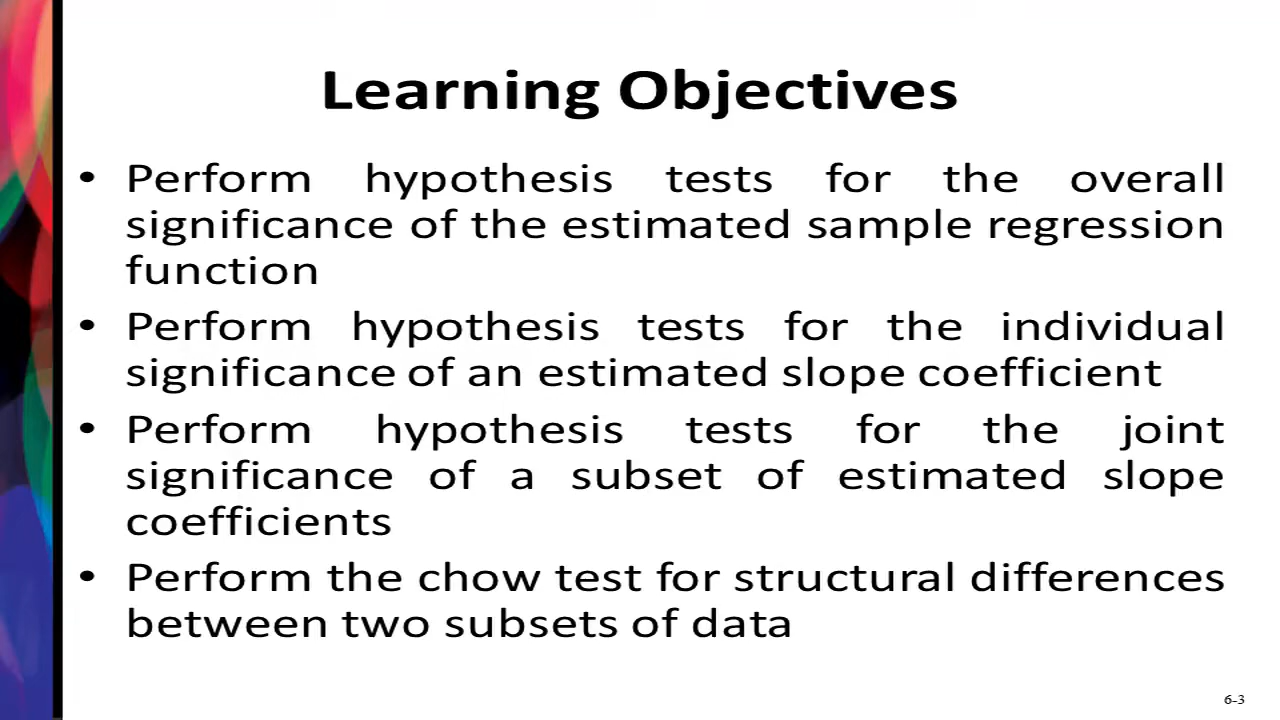 Learning Objectives
• Perform hypothesis tests for the overall
significance of the estimated sample regression
function
• Perform hypothesis tests for the individual
significance of an estimated slope coefficient
• Perform hypothesis tests for the joint
significance of a subset of estimated slope
coefficients
• Perform the chow test for structural differences
between two subsets of data
6-3